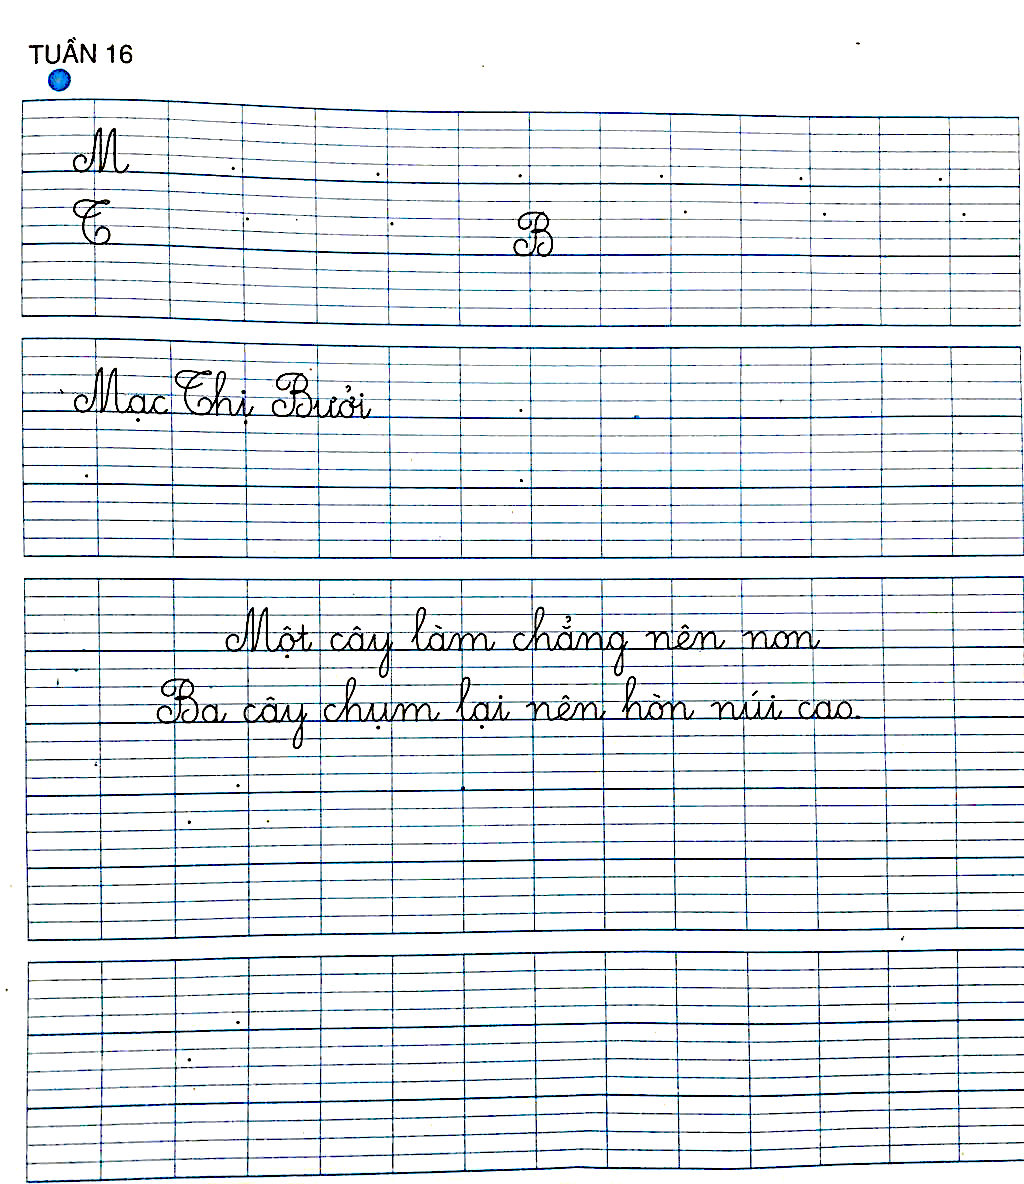 TUẦN 16
M
T B
Mạc Thị Bưởi
Một cây làm chẳng nên non
Ba cây chụm lại nên hòn núi cao.